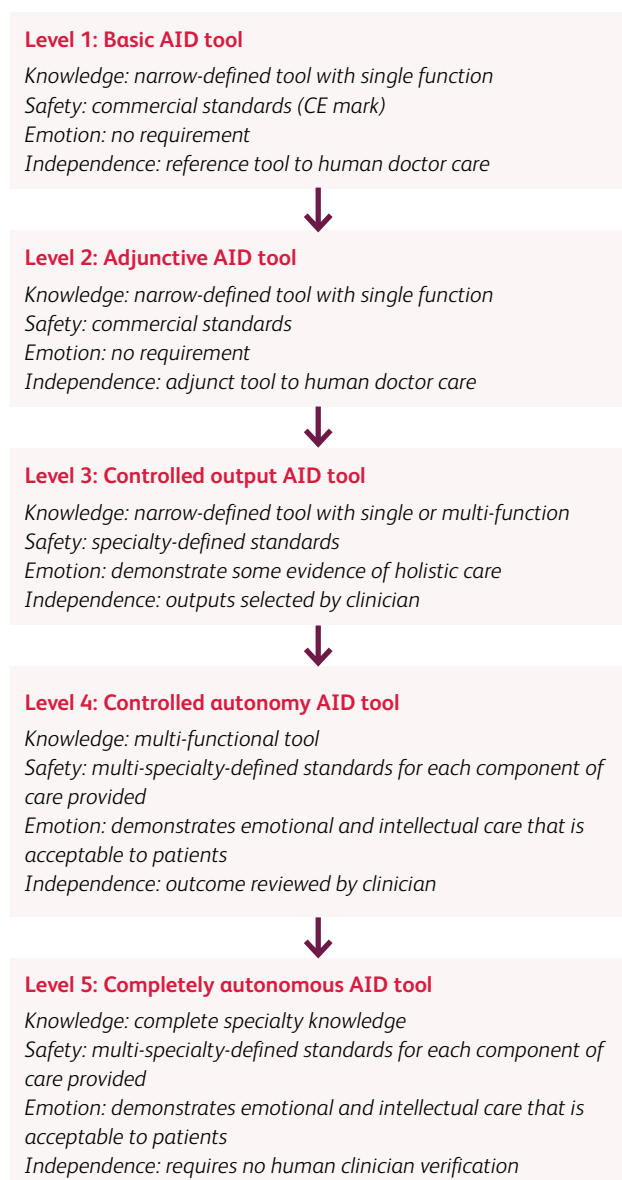 Level 1: Basic AID tool
Knowledge: narrow-defined tool with single function
Safety: commercial standards (CE mark)
Emotion: no requirement
Independence: reference tool to human doctor care
Level 2: Adjunctive AID tool
Knowledge: narrow-defined tool with single function
Safety: commercial standards
Emotion: no requirement
Independence: adjunct tool to human doctor care
Level 3: Controlled output AID tool
Knowledge: narrow-defined tool with single or multi-function
Safety: specialty-defined standards
Emotion: demonstrate some evidence of holistic care
Independence: outputs selected by clinician
Level 4: Controlled autonomy AID tool
Knowledge: multi-functional tool
Safety: multi-specialty-defined standards for each component of
care provided
Emotion: demonstrates emotional and intellectual care that is
acceptable to patients
Independence: outcome reviewed by clinician
Level 5: Completely autonomous AID tool
Knowledge: complete specialty knowledge
Safety: multi-specialty-defined standards for each component of
care provided
Emotion: demonstrates emotional and intellectual care that is
acceptable to patients
Independence: requires no human clinician verification